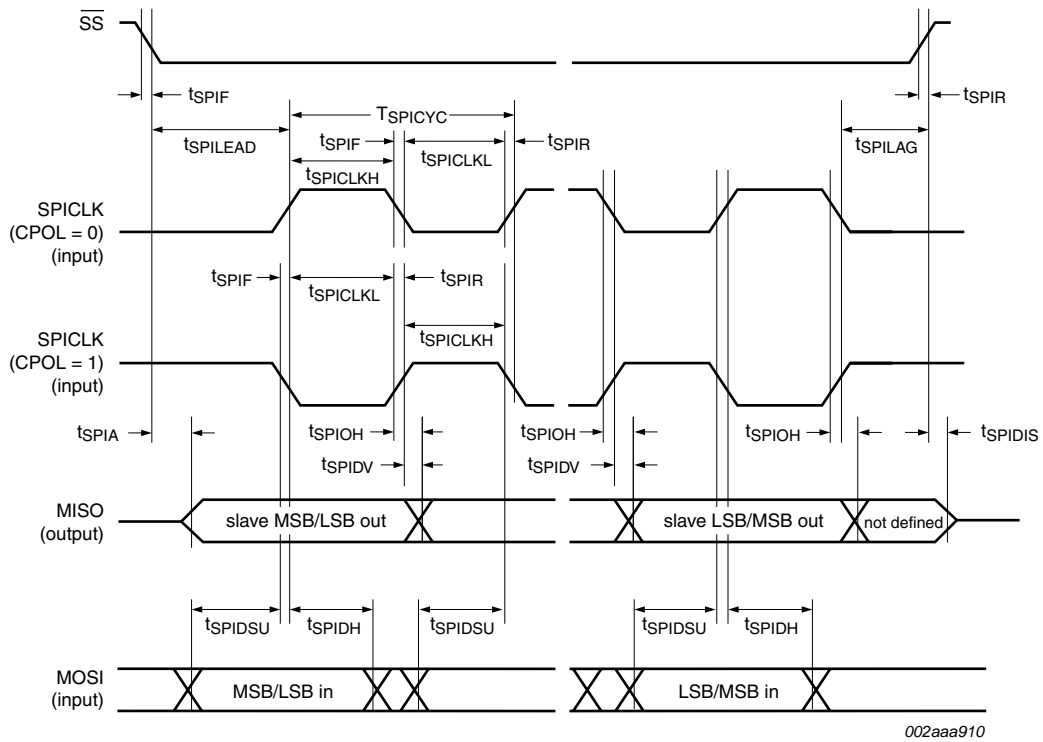 SS
tSPIF
TSPICYC
tSPIR
tSPILEAD
tSPIF
tSPICLKL
tSPIR
tSPILAG
tSPICLKH
SPICLK
(CPOL = 0)
(input)
tSPIF
tSPICLKL
tSPIR
tSPICLKH
SPICLK
(CPOL = 1)
(input)
tSPIA
tSPIOH
tSPIOH
tSPIOH
tSPIDIS
tSPIDV
tSPIDV
MISO
(output)
slave MSB/LSB out
slave LSB/MSB out
not defined
tSPIDSU
tSPIDH
tSPIDSU
tSPIDSU
tSPIDH
MOSI
(input)
MSB/LSB in
LSB/MSB in
002aaa910